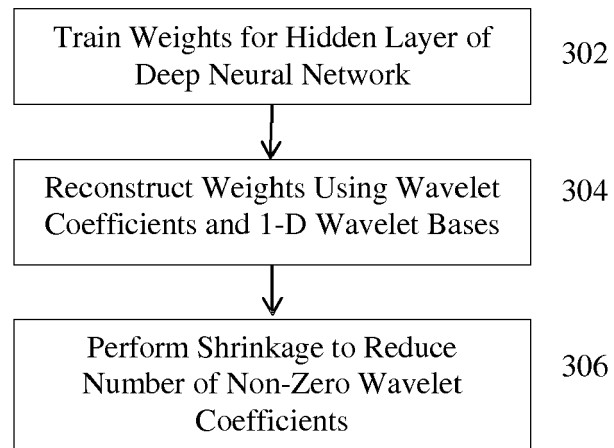 Train Weights for Hidden Layer of
Deep Neural Network
302
Reconstruct Weights Using Wavelet
Coefficients and 1-D Wavelet Bases
304
Perform Shrinkage to Reduce
Number of Non-Zero Wavelet
Coefficients
306